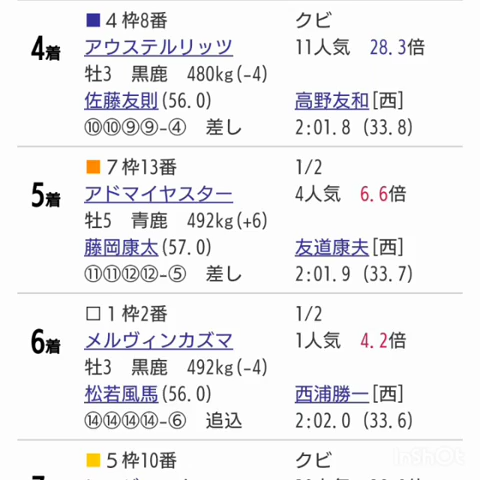 4着
■４枠8番 クビ
アウステルリッツ 11人気 28.3倍
牡3 黒鹿 480kg(-4)
佐藤友則(56.0) 高野友和[西]
⑩⑩⑨⑨-④ 差し 2:01.8 (33.8)
5着
■７枠13番 1/2
アドマイヤスター 4人気 6.6倍
牡5 青鹿 492kg(+6)
藤岡康太(57.0) 友道康夫[西]
⑪⑪⑫⑫-⑤ 差し 2:01.9 (33.7)
6着
□１枠2番 1/2
メルヴィンカズマ 1人気 4.2倍
牡3 黒鹿 492kg(-4)
松若風馬(56.0) 西浦勝一[西]
⑭⑭⑭⑭-⑥ 追込 2:02.0 (33.6)
■５枠10番 クビ
InShOt